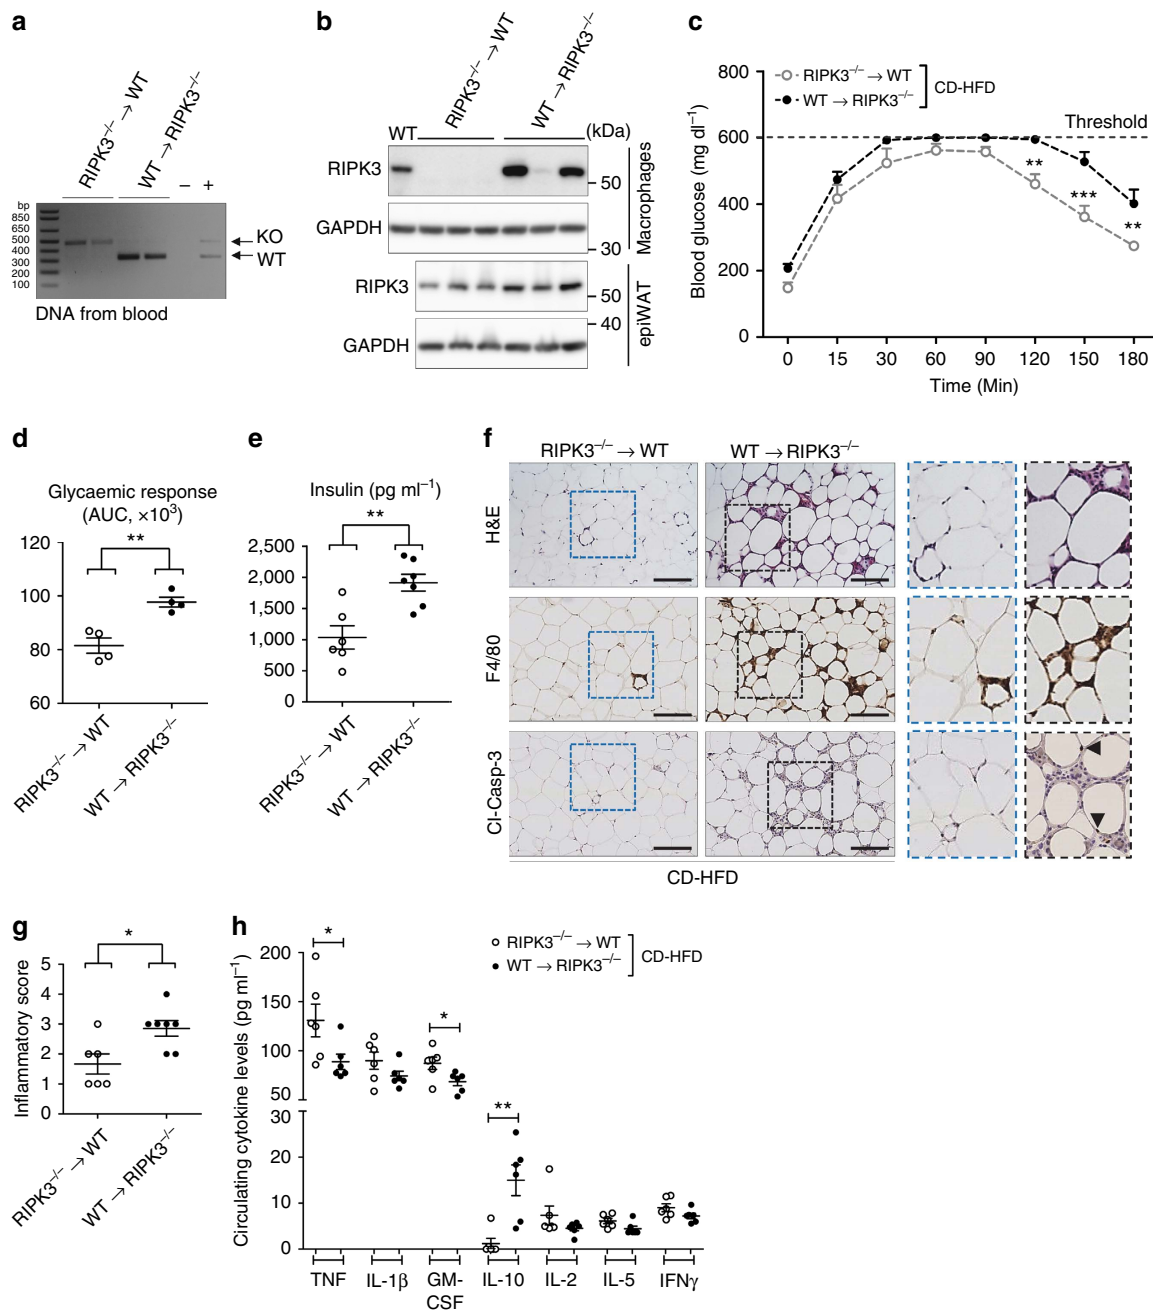 a
RIPK3⁻/⁻ → WT
WT → RIPK3⁻/⁻
– +
bp
850
650
500
400
300
200
100
KO
WT
DNA from blood
b
WT
RIPK3⁻/⁻ → WT
WT → RIPK3⁻/⁻
(kDa)
RIPK3
50
GAPDH
30
Macrophages
RIPK3
50
40
GAPDH
epiWAT
c
Blood glucose (mg dl⁻¹)
800
600
400
200
0
RIPK3⁻/⁻ → WT
WT → RIPK3⁻/⁻
CD-HFD
Threshold
**
***
**
0 15 30 60 90 120 150 180
Time (Min)
d
Glycaemic response
(AUC, ×10³)
**
120
100
80
60
RIPK3⁻/⁻ → WT
WT → RIPK3⁻/⁻
e
Insulin (pg ml⁻¹)
**
2,500
2,000
1,500
1,000
500
0
RIPK3⁻/⁻ → WT
WT → RIPK3⁻/⁻
f
RIPK3⁻/⁻ → WT
WT → RIPK3⁻/⁻
H&E
F4/80
Cl-Casp-3
CD-HFD
g
Inflammatory score
*
5
4
3
2
1
0
RIPK3⁻/⁻ → WT
WT → RIPK3⁻/⁻
h
Circulating cytokine levels (pg ml⁻¹)
200
150
100
50
30
20
10
0
RIPK3⁻/⁻ → WT
WT → RIPK3⁻/⁻
CD-HFD
*
*
**
TNF IL-1β GM-CSF IL-10 IL-2 IL-5 IFNγ